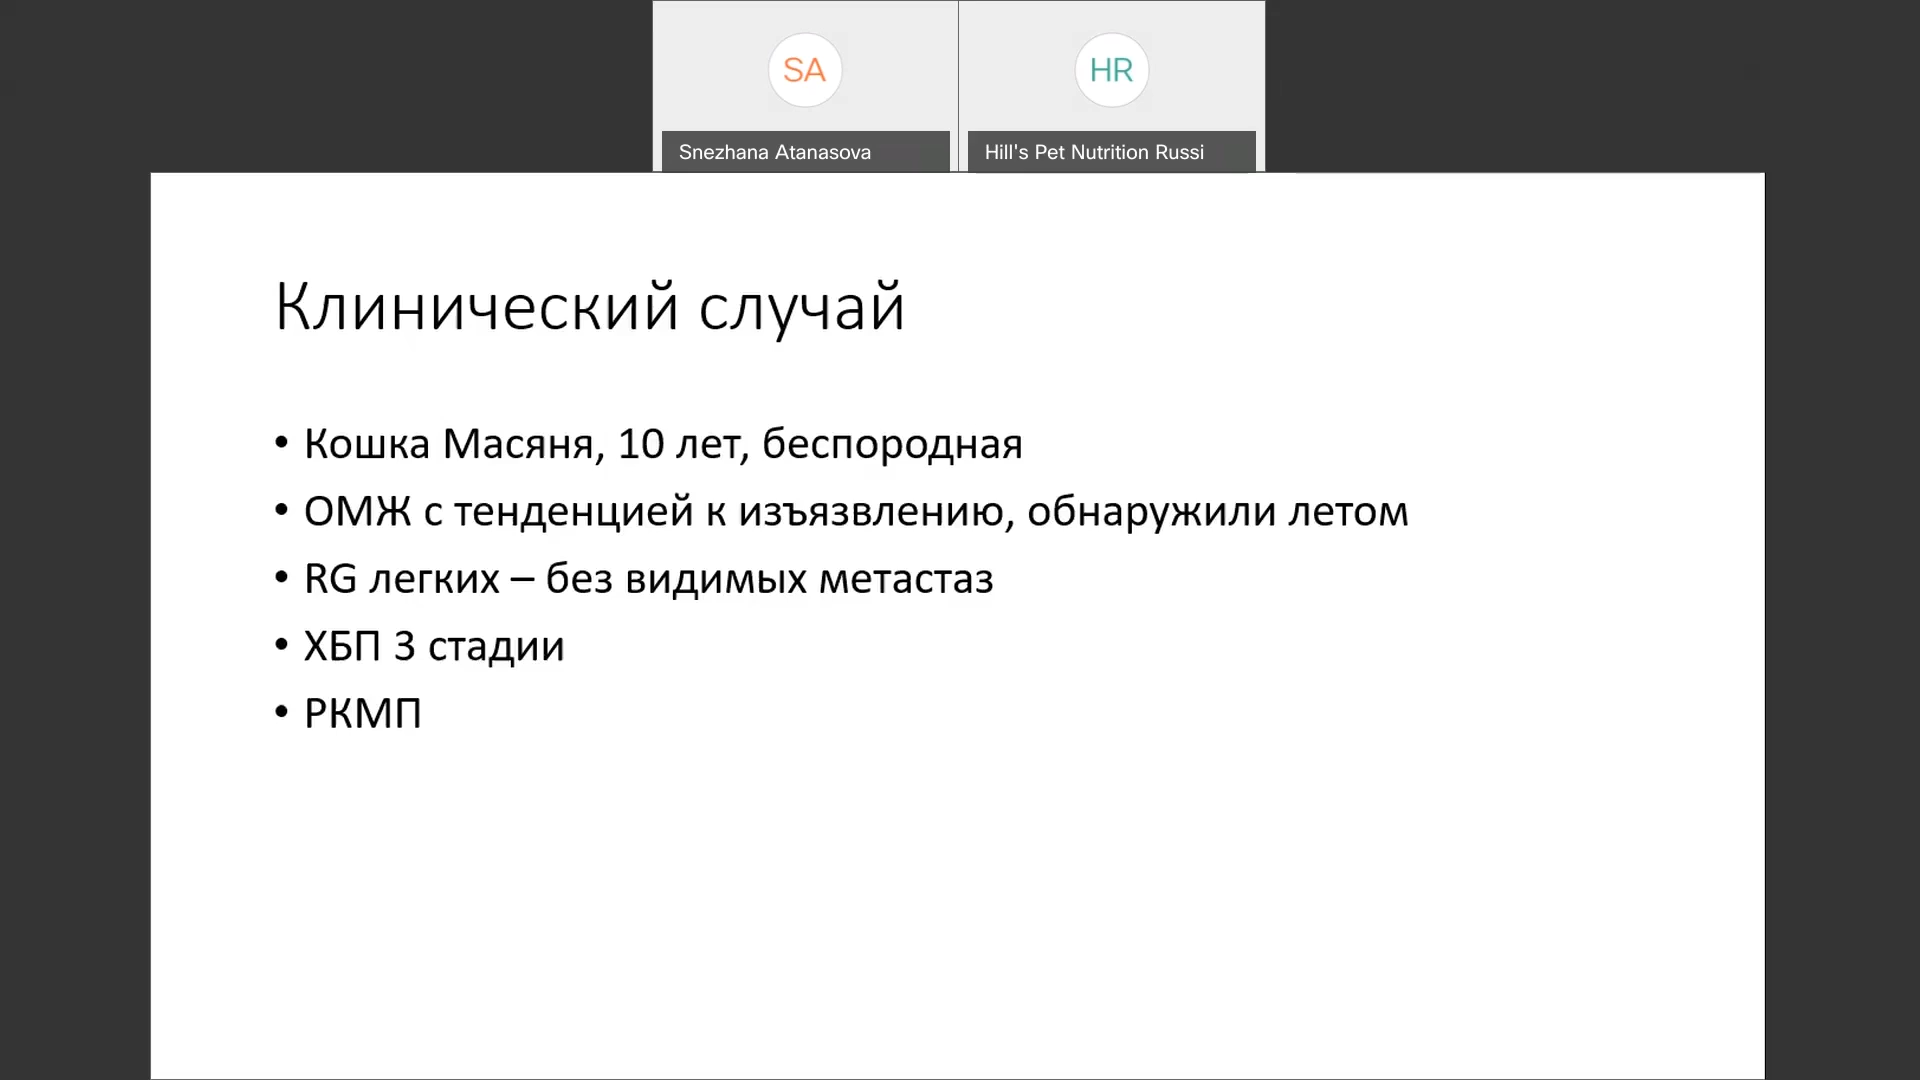 SA
HR
Snezhana Atanasova
Hill's Pet Nutrition Russi
Клинический случай
• Кошка Масяня, 10 лет, беспородная
• ОМЖ с тенденцией к изъязвлению, обнаружили летом
• RG легких – без видимых метастаз
• ХБП 3 стадии
• РКМП